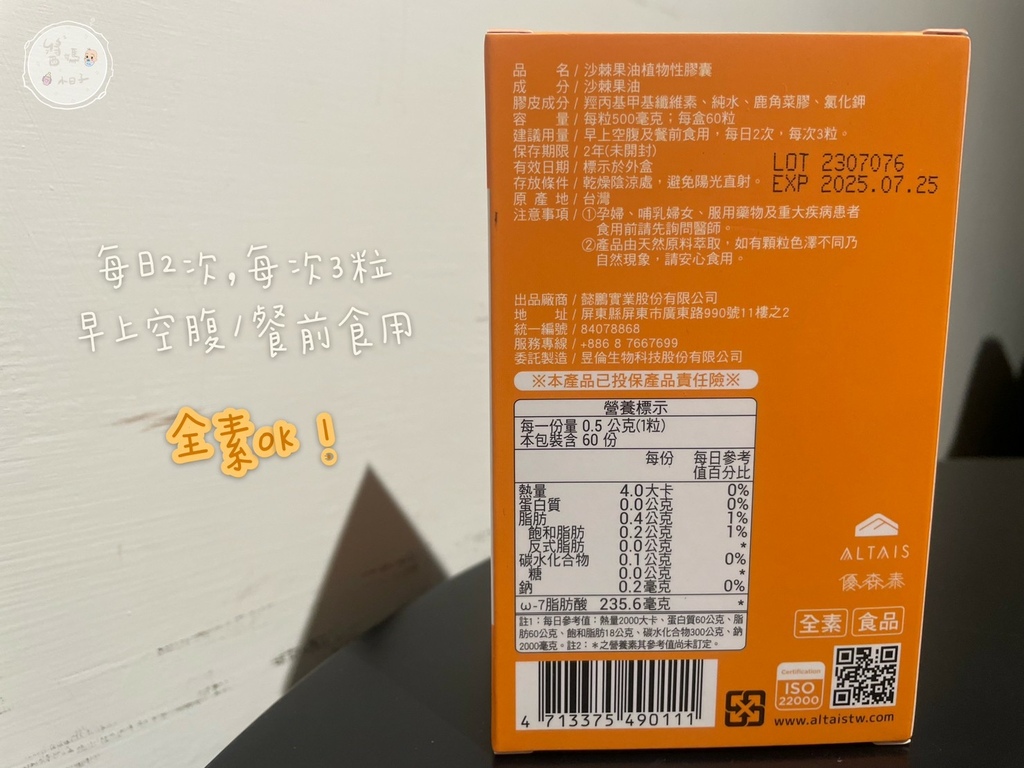 醬媽
小日子
每日2次,每次3粒
早上空腹/餐前食用
全素ok!
品名/沙棘果油植物性膠囊
成分/沙棘果油
膠皮成分/羥丙基甲基纖維素、純水、鹿角菜膠、氯化鉀
容量/每粒500毫克;每盒60粒
建議用量/早上空腹及餐前食用,每日2次,每次3粒。
保存期限/2年(未開封)
有效日期/標示於外盒
存放條件/乾燥陰涼處,避免陽光直射。
原產地/台灣
LOT 2307076
EXP 2025.07.25
注意事項/①孕婦、哺乳婦女、服用藥物及重大疾病患者
食用前請先詢問醫師。
②產品由天然原料萃取,如有顆粒色澤不同乃
自然現象,請安心食用。
出品廠商/懿鵬實業股份有限公司
地址/屏東縣屏東市廣東路990號11樓之2
統一編號/84078868
服務專線/+886 8 7667699
委託製造/昱倫生物科技股份有限公司
※本產品已投保產品責任險※
營養標示
每一份量 0.5 公克(1粒)
本包裝含 60 份
每份 每日參考
值百分比
熱量 4.0大卡 0%
蛋白質 0.0公克 0%
脂肪 0.4公克 1%
飽和脂肪 0.2公克 1%
反式脂肪 0.0公克 *
碳水化合物 0.1公克 0%
糖 0.0公克 *
鈉 0.2毫克 0%
ω-7脂肪酸 235.6毫克 *
註1:每日參考值:熱量2000大卡、蛋白質60公克、脂
肪60公克、飽和脂肪18公克、碳水化合物300公克、鈉
2000毫克。註2:*之營養素其參考值尚未訂定。
ALTAIS
優森泰
全素 食品
Certification
ISO
22000
4 713375 490111
www.altaistw.com